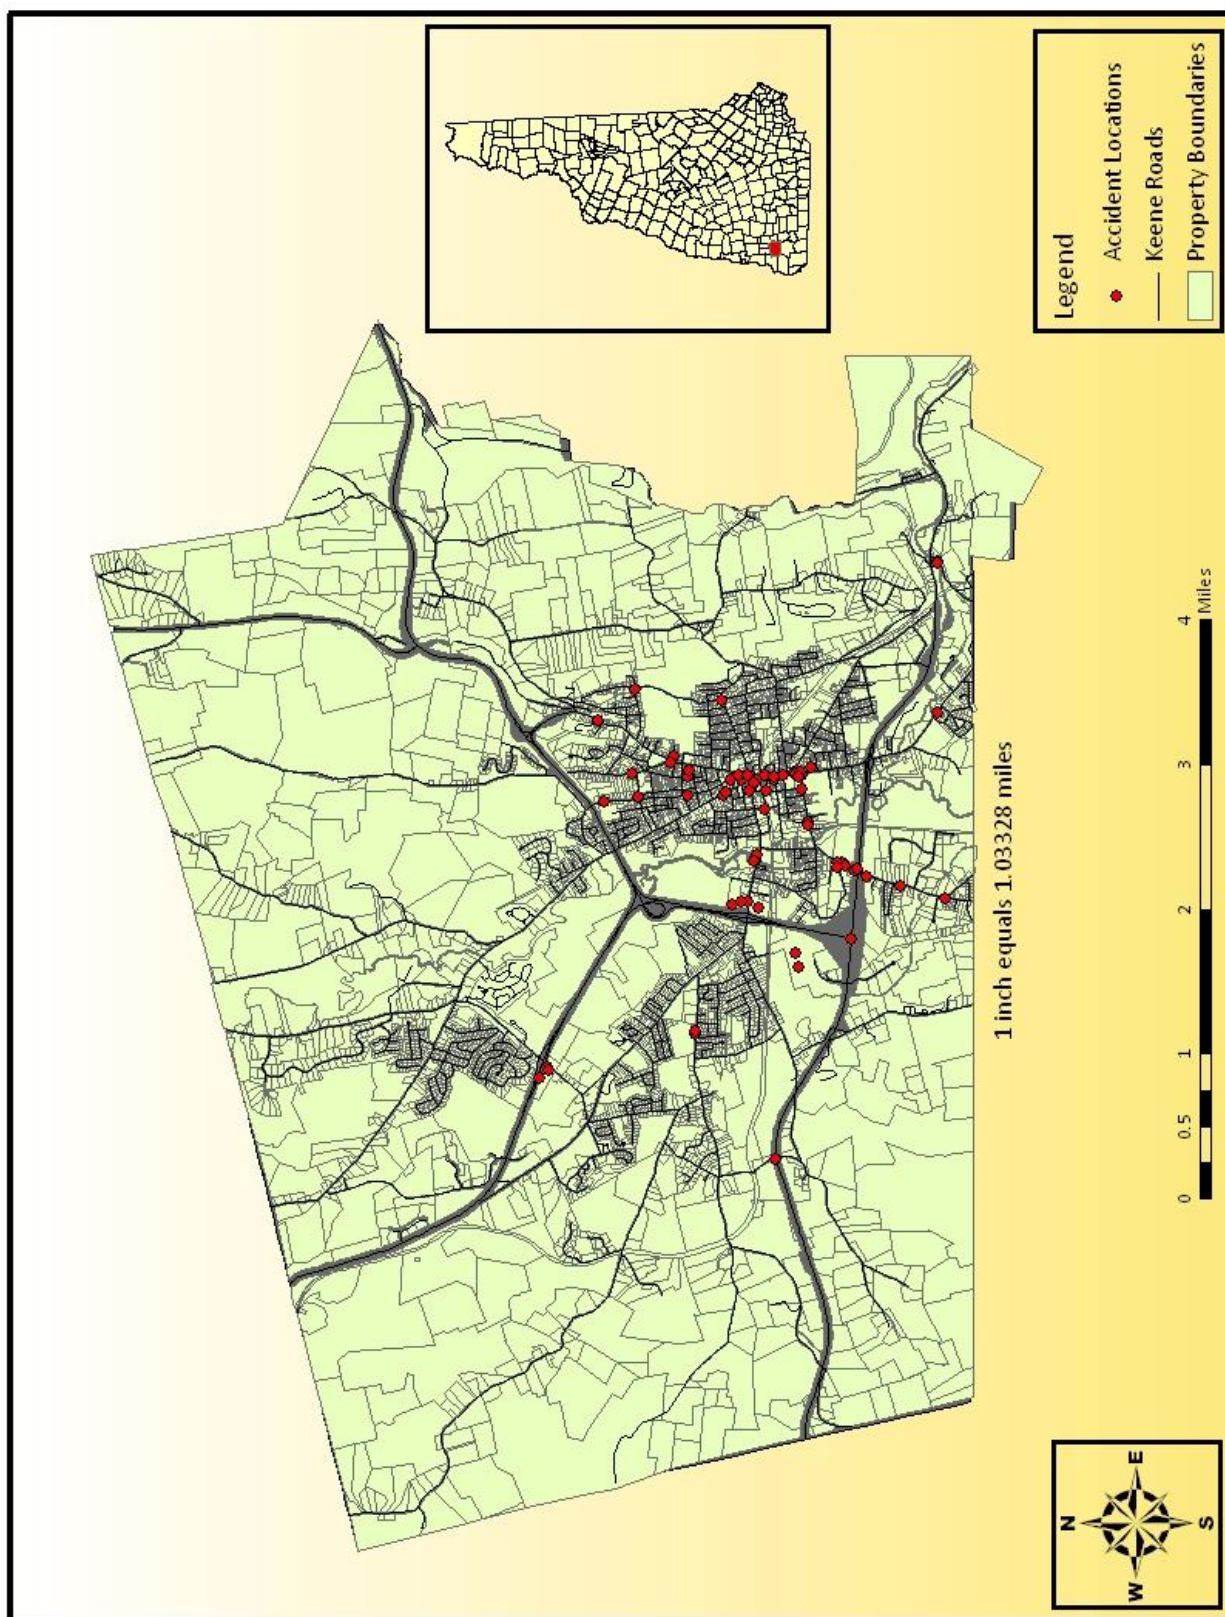 Legend
Accident Locations
Keene Roads
Property Boundaries
1 inch equals 1.03328 miles
0 0.5 1 2 3 4
Miles
N
W E
S